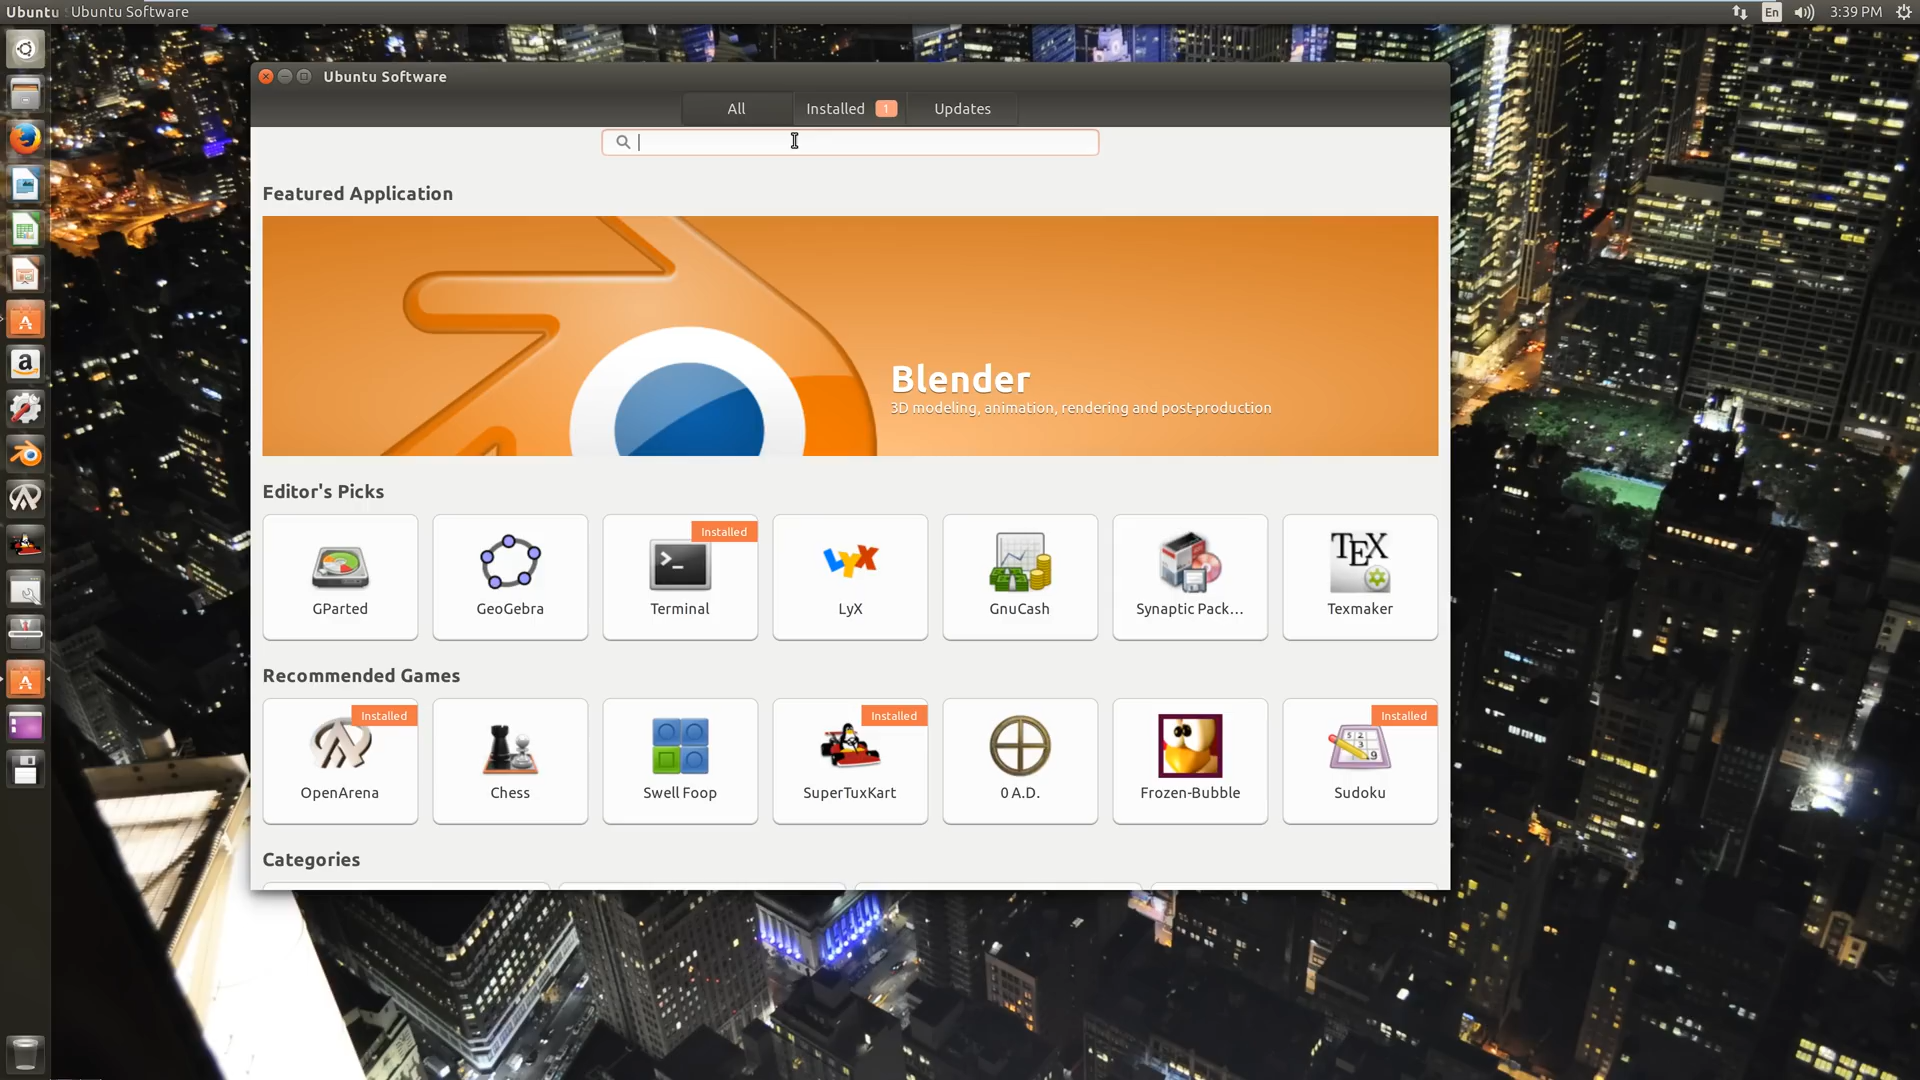 Ubuntu Ubuntu Software
En 3:39 PM
Ubuntu Software
All Installed 1 Updates
Featured Application
Blender
3D modeling, animation, rendering and post-production
Editor's Picks
Installed
GParted GeoGebra Terminal LyX GnuCash Synaptic Pack... Texmaker
Recommended Games
Installed Installed Installed
OpenArena Chess Swell Foop SuperTuxKart 0 A.D. Frozen-Bubble Sudoku
Categories